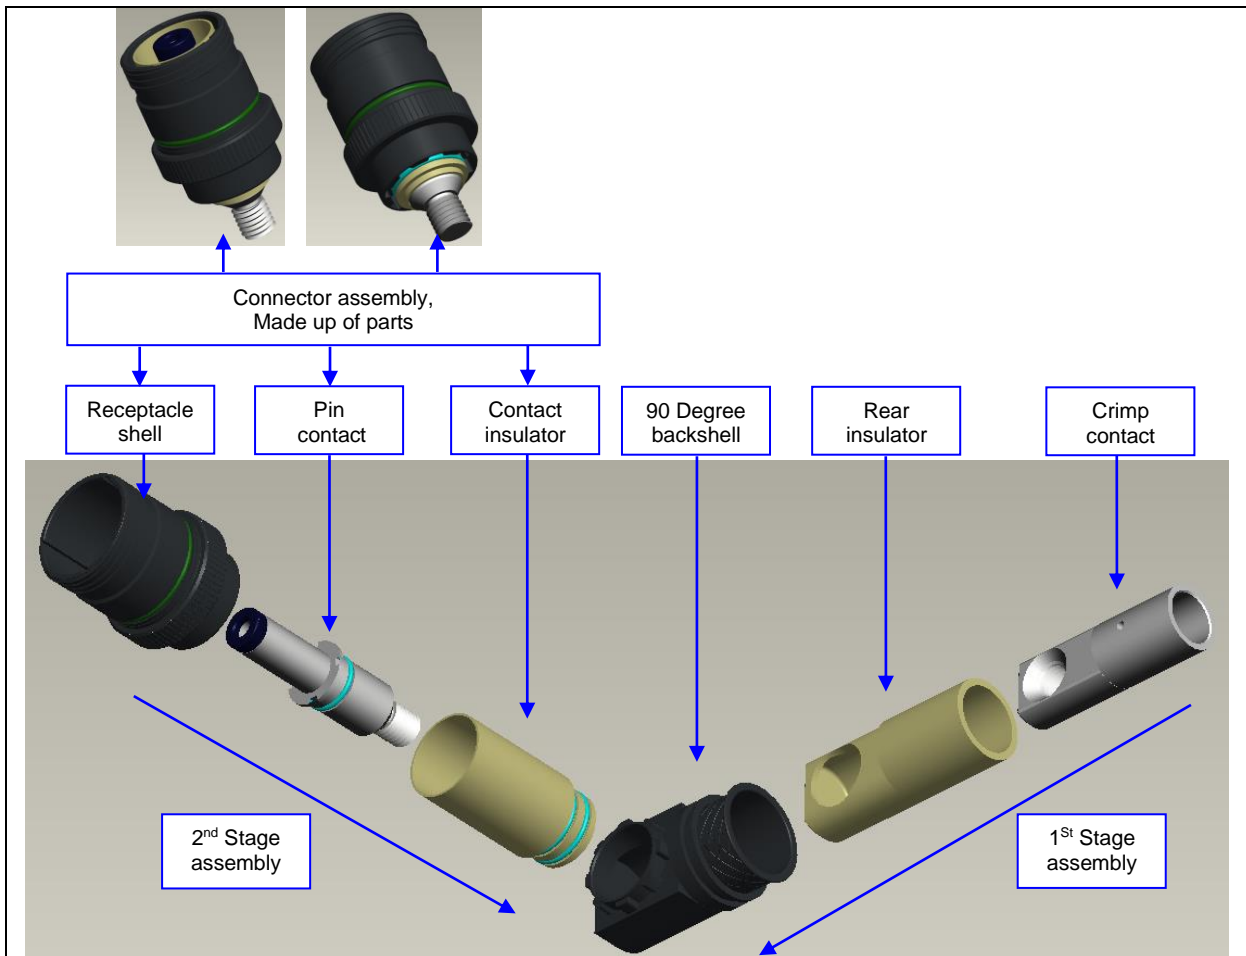 Connector assembly,
Made up of parts
Receptacle
shell
Pin
contact
Contact
insulator
90 Degree
backshell
Rear
insulator
Crimp
contact
2nd Stage
assembly
1St Stage
assembly